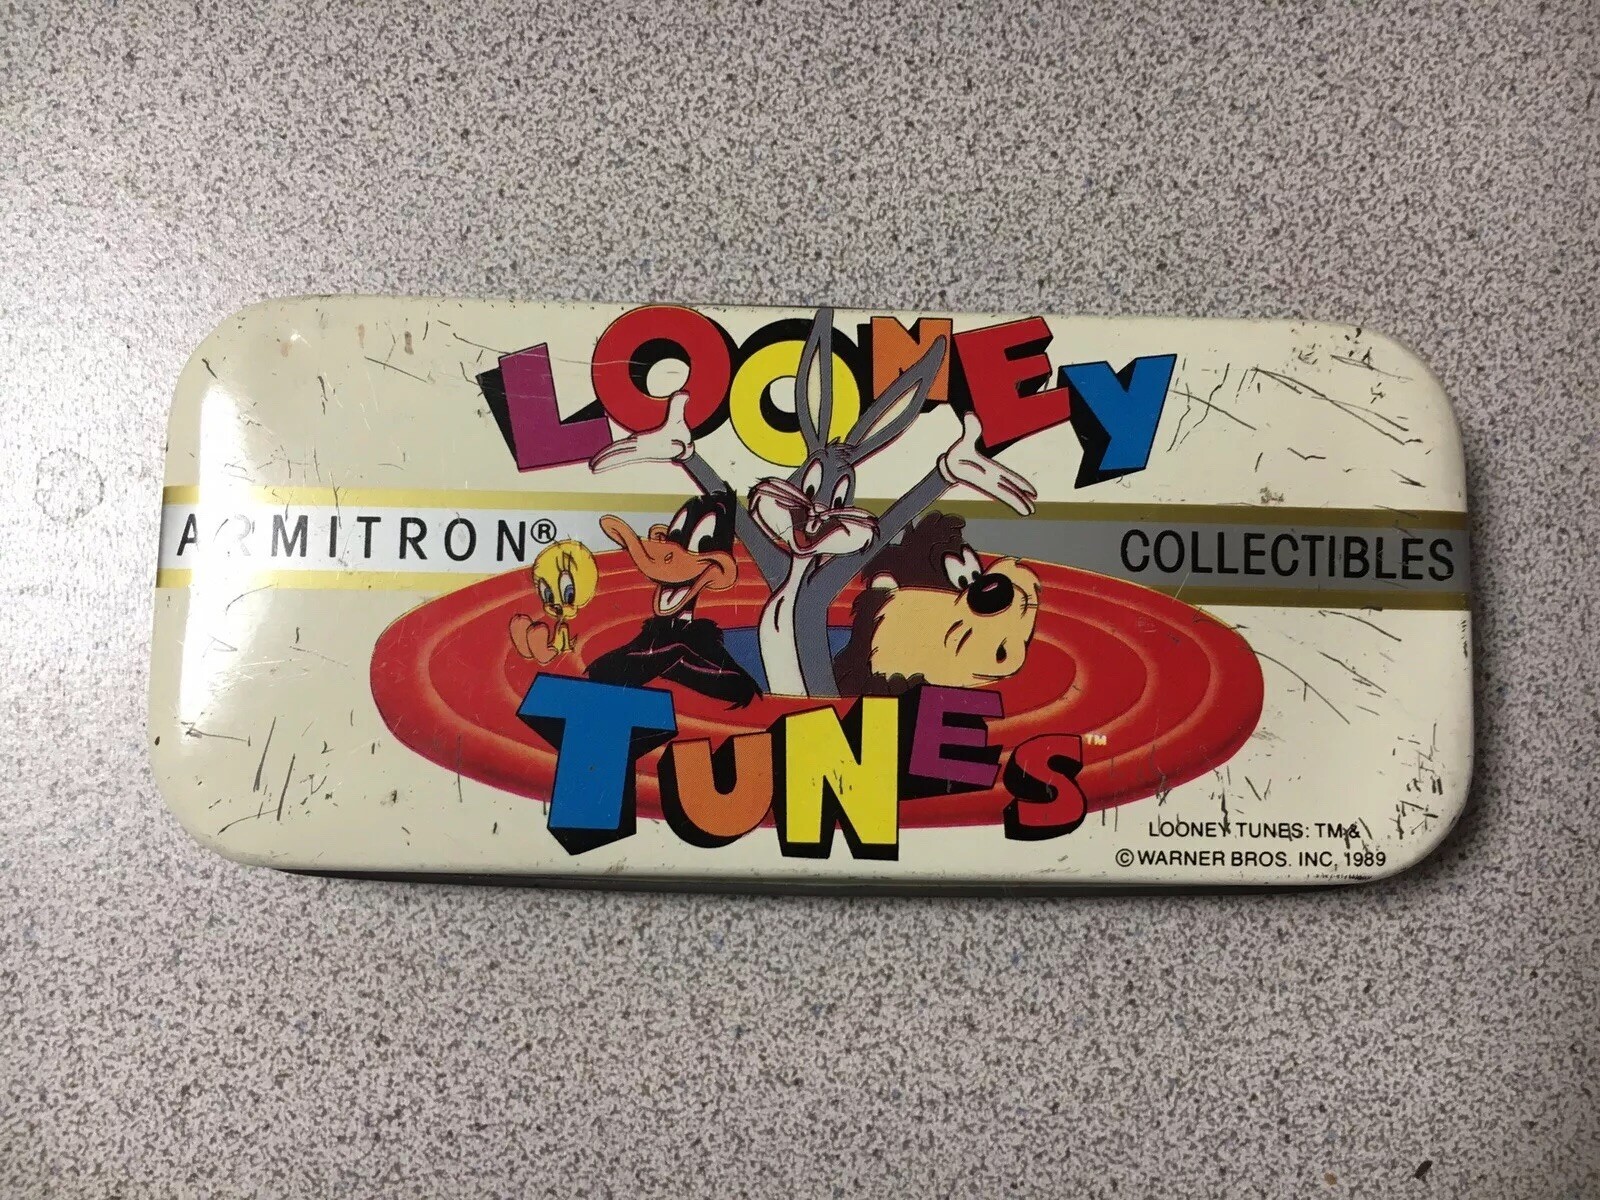 LOONEY
ARMITRON® COLLECTIBLES
TUNES™
LOONEY TUNES: TM &
© WARNER BROS. INC, 1989